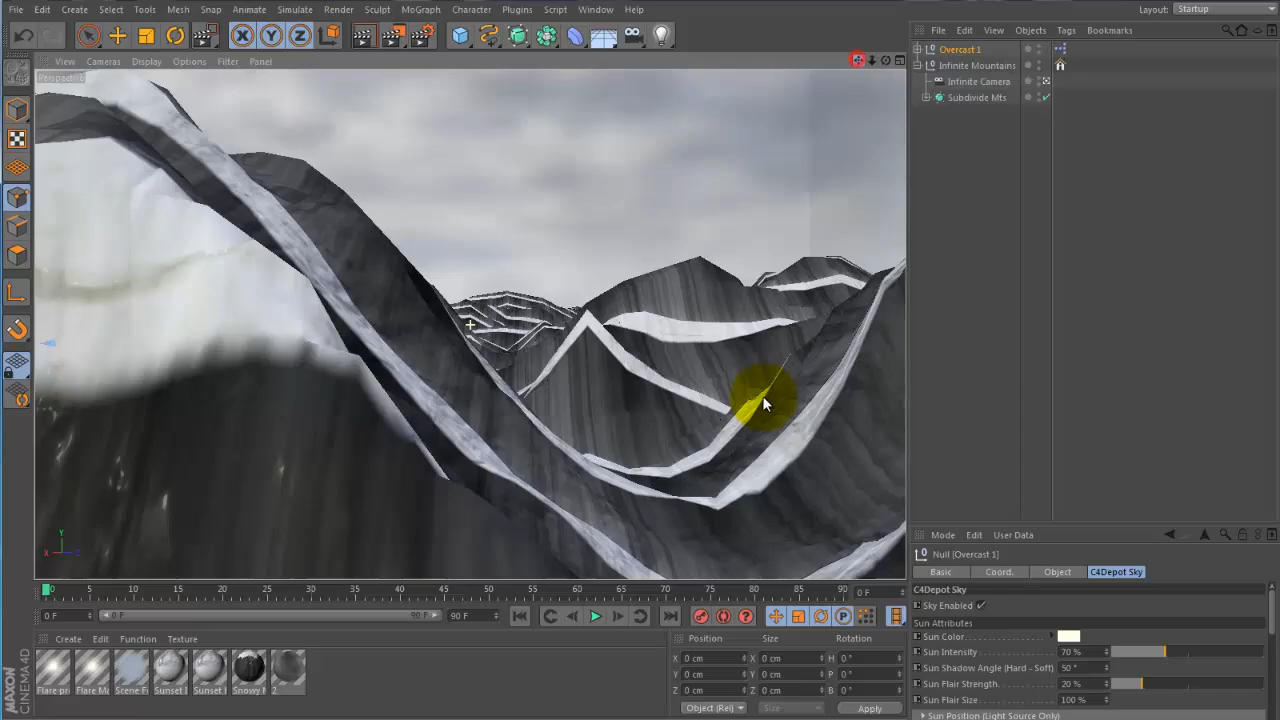 File Edit Create Select Tools Mesh Snap Animate Simulate Render Sculpt MoGraph Character Plugins Script Window Help
Layout: Startup
X Y Z
File Edit View Objects Tags Bookmarks
View Cameras Display Options Filter Panel
Perspective
Overcast 1
Infinite Mountains
Infinite Camera
Subdivide Mts
Y
X Z
Mode Edit User Data
Null [Overcast 1]
Basic Coord. Object C4Depot Sky
C4Depot Sky
Sky Enabled
Sun Attributes
Sun Color
Sun Intensity 70 %
Sun Shadow Angle (Hard - Soft) 50 °
Sun Flair Strength. 20 %
Sun Flair Size 100 %
Sun Position (Light Source Only)
0 5 10 15 20 25 30 35 40 45 50 55 60 65 70 75 80 85 90 0 F
0 F 0 F 90 F 90 F
P
Create Edit Function Texture
Flare pr Flare Ma Scene Fo Sunset I Sunset I Snowy M 2
Position Size Rotation
X 0 cm X 0 cm H 0 °
Y 0 cm Y 0 cm P 0 °
Z 0 cm Z 0 cm B 0 °
Object (Rel) Size Apply
MAXON
CINEMA 4D